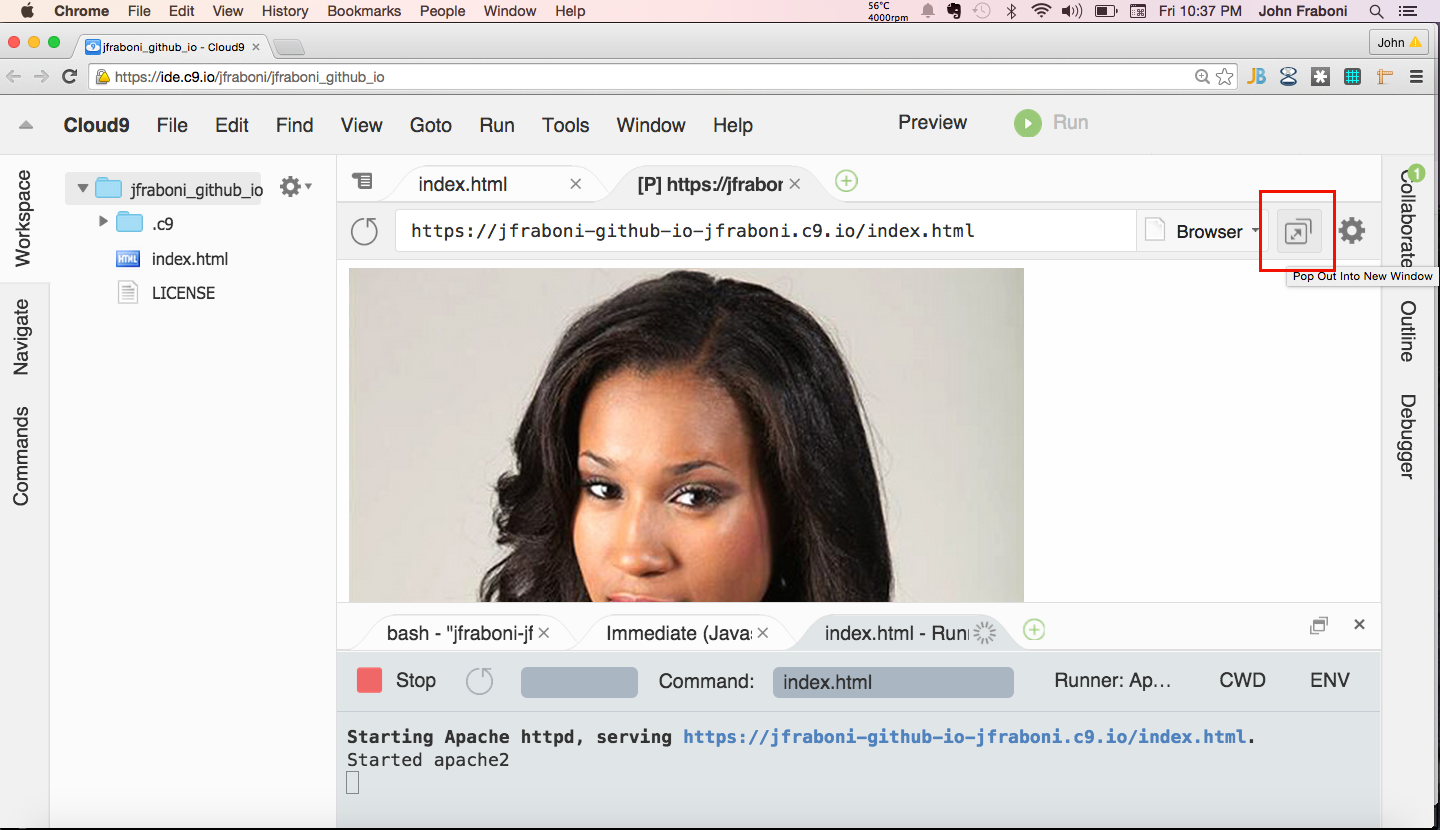 Chrome File Edit View History Bookmarks People Window Help 56°C 4000rpm Fri 10:37 PM John Fraboni
jfraboni_github_io - Cloud9 John
https://ide.c9.io/jfraboni/jfraboni_github_io JB
Cloud9 File Edit Find View Goto Run Tools Window Help Preview Run
Workspace
Navigate
Commands
jfraboni_github_io
.c9
HTML index.html
LICENSE
index.html [P] https://jfrabor
https://jfraboni-github-io-jfraboni.c9.io/index.html Browser
Pop Out Into New Window
1
Collaborate
Outline
Debugger
bash - "jfraboni-jf Immediate (Javas index.html - Runn
Stop Command: index.html Runner: Ap… CWD ENV
Starting Apache httpd, serving https://jfraboni-github-io-jfraboni.c9.io/index.html.
Started apache2